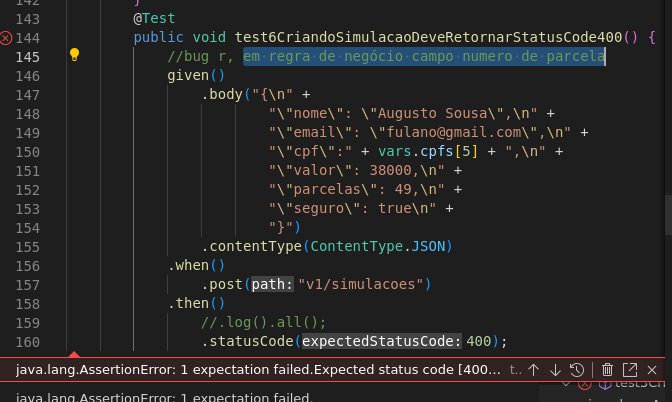 142 }
143 @Test
144 public void test6CriandoSimulacaoDeveRetornarStatusCode400() {
145 //bug r, em regra de negócio campo numero de parcela
146 given()
147 .body("{\n" +
148 "\"nome\": \"Augusto Sousa\",\n" +
149 "\"email\": \"fulano@gmail.com\",\n" +
150 "\"cpf\":" + vars.cpfs[5] + ",\n" +
151 "\"valor\": 38000,\n" +
152 "\"parcelas\": 49,\n" +
153 "\"seguro\": true\n" +
154 "}")
155 .contentType(ContentType.JSON)
156 .when()
157 .post(path:"v1/simulacoes")
158 .then()
159 //.log().all();
160 .statusCode(expectedStatusCode:400);
java.lang.AssertionError: 1 expectation failed.Expected status code [400... t..
java.lang.AssertionError: 1 expectation failed.